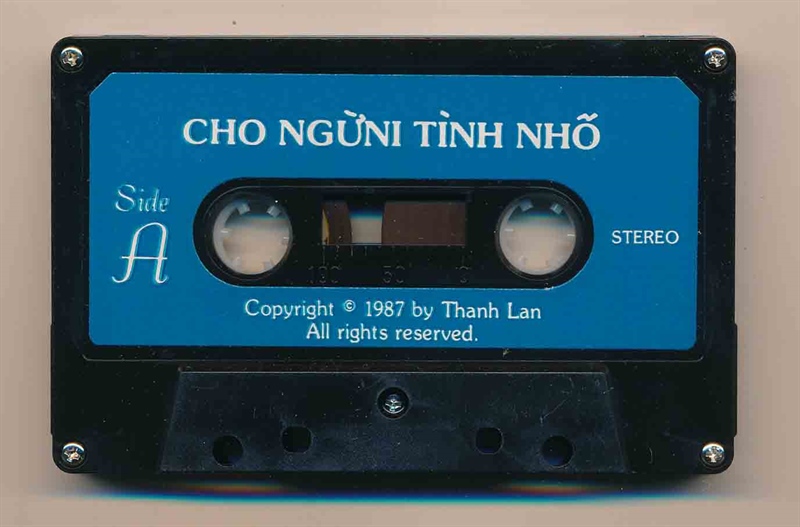 CHO NGỪNI TÌNH NHỖ
Side
A
STEREO
100 50 0
Copyright © 1987 by Thanh Lan
All rights reserved.